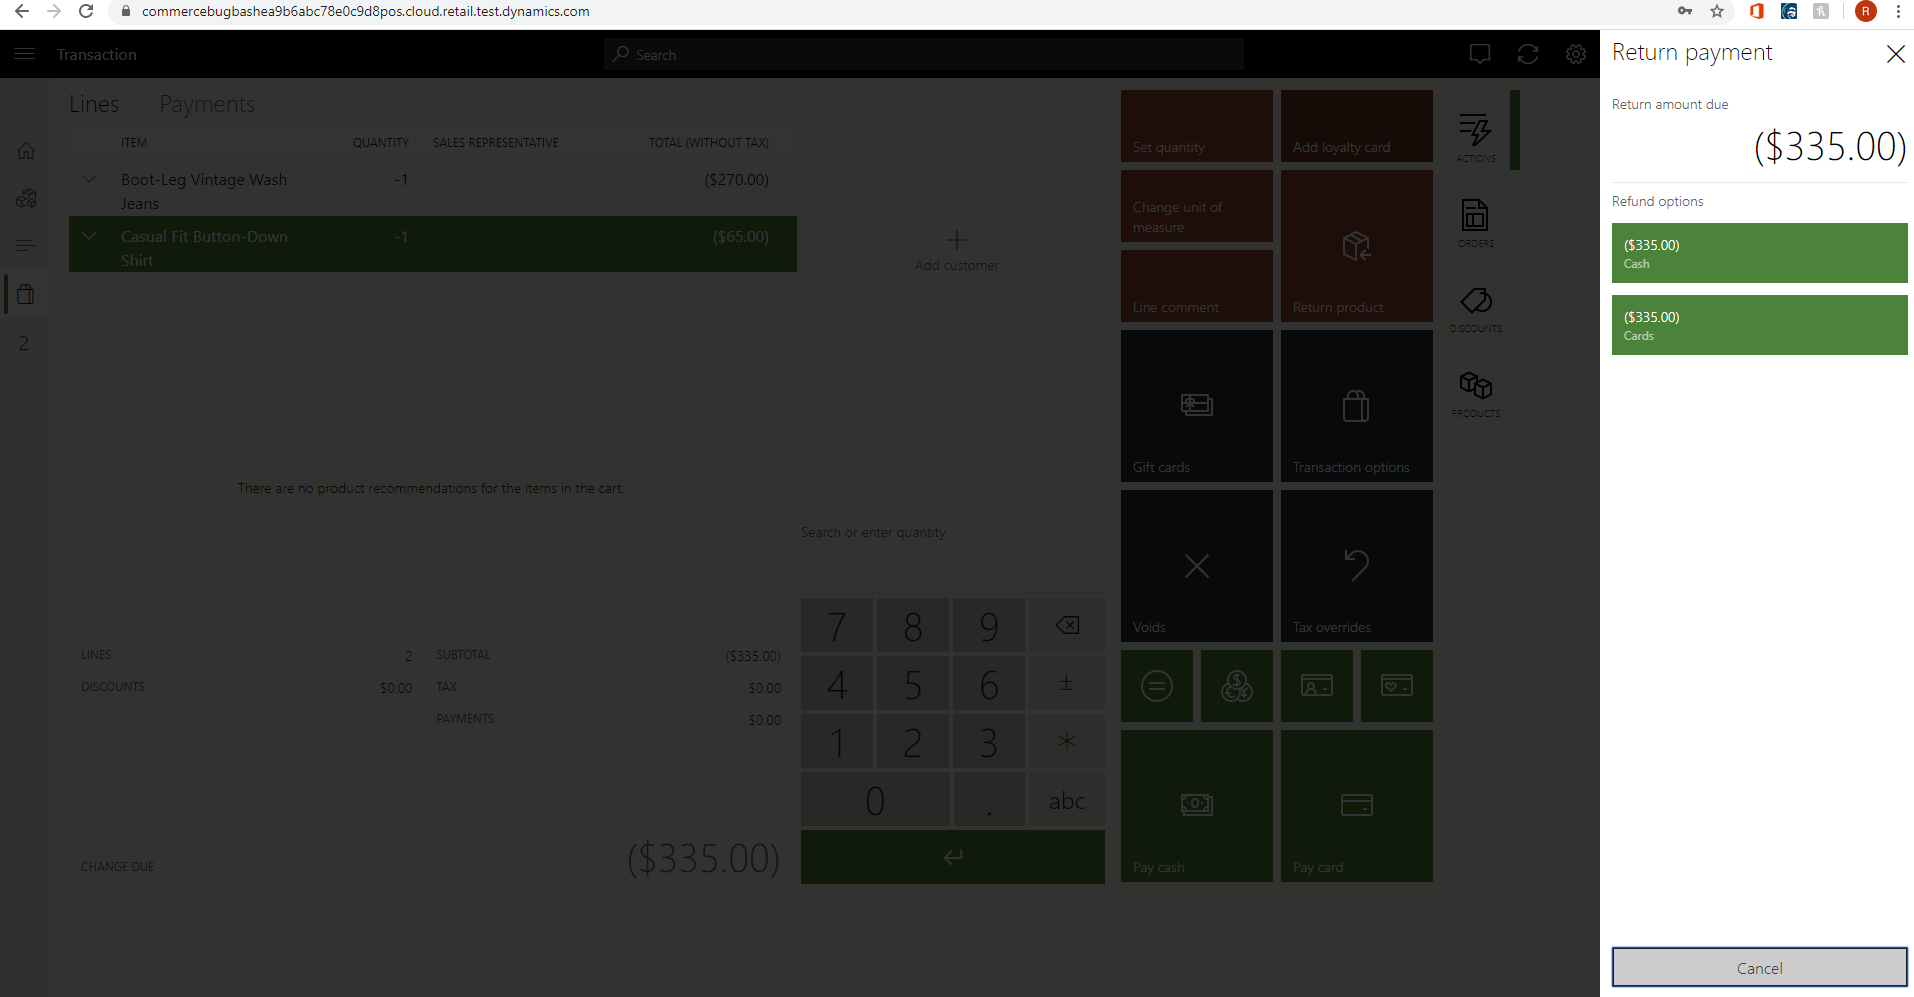 commercebugbashea9b6abc78e0c9d8pos.cloud.retail.test.dynamics.com
R
Transaction
Search
Lines Payments
ITEM QUANTITY SALES REPRESENTATIVE TOTAL (WITHOUT TAX)
Boot-Leg Vintage Wash Jeans -1 ($270.00)
Casual Fit Button-Down Shirt -1 ($65.00)
2
There are no product recommendations for the items in the cart.
LINES 2
DISCOUNTS $0.00
SUBTOTAL ($335.00)
TAX $0.00
PAYMENTS $0.00
CHANGE DUE ($335.00)
Add customer
Search or enter quantity
7 8 9
4 5 6 ±
1 2 3 *
0 . abc
Set quantity
Add loyalty card
Change unit of
measure
Line comment
Return product
Gift cards
Transaction options
Voids
Tax overrides
Pay cash
Pay card
ACTIONS
ORDERS
DISCOUNTS
PRODUCTS
Return payment
Return amount due
($335.00)
Refund options
($335.00)
Cash
($335.00)
Cards
Cancel